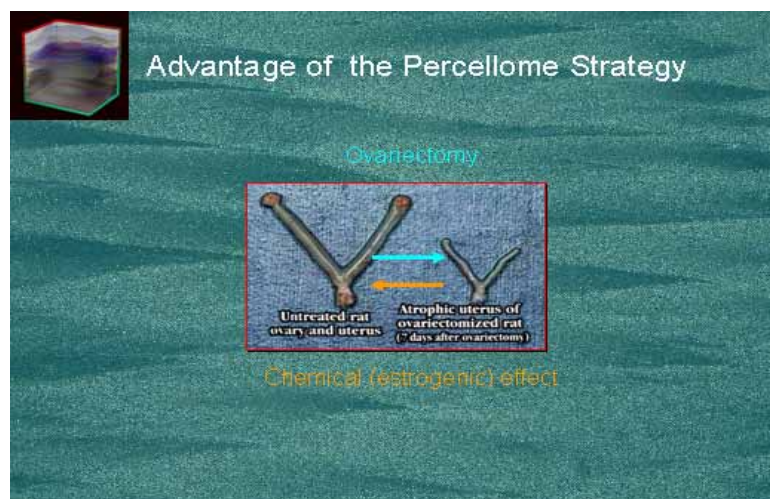 Advantage of the Percellome Strategy
Ovariectomy
Untreated rat
ovary and uterus
Atrophic uterus of
ovariectomized rat
(7 days after ovariectomy)
Chemical (estrogenic) effect